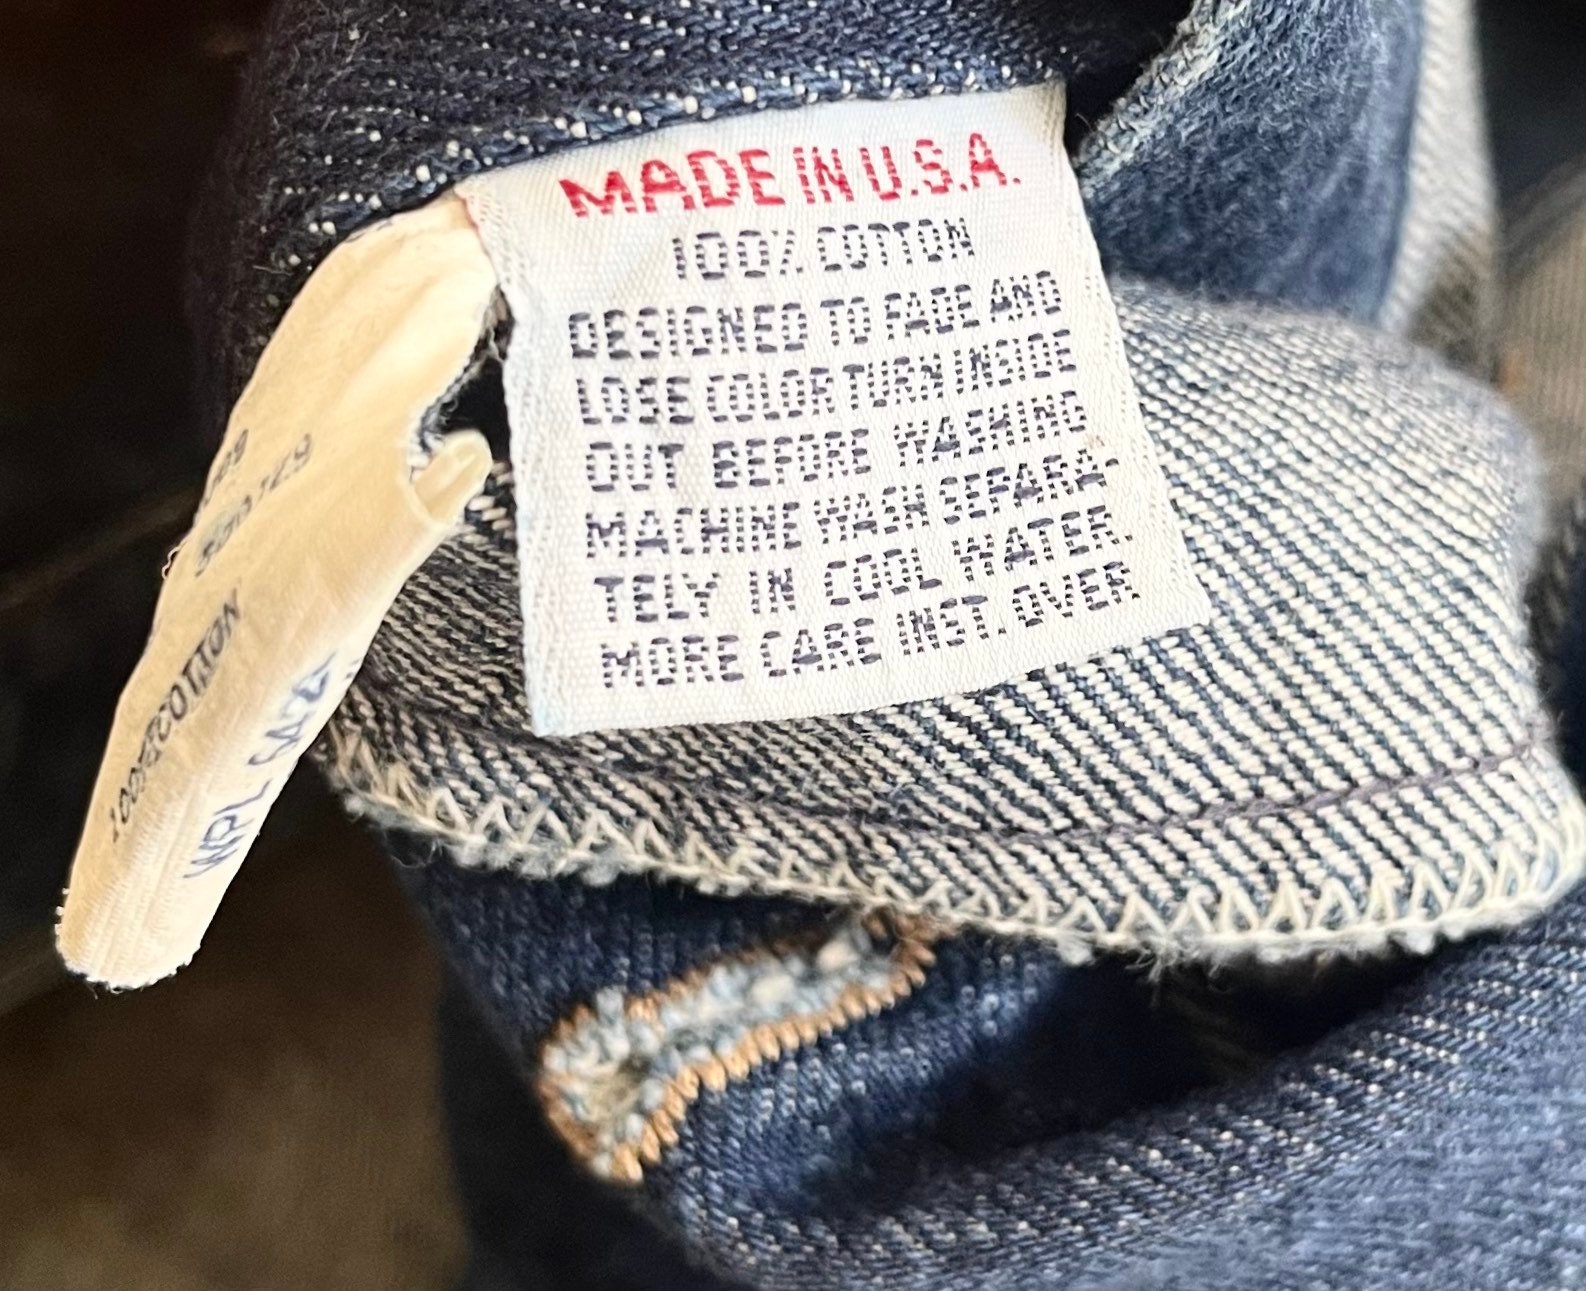 MADE IN U.S.A.
100% COTTON
DESIGNED TO FADE AND
LOSE COLOR TURN INSIDE
OUT BEFORE WASHING
MACHINE WASH SEPARA-
TELY IN COOL WATER.
MORE CARE INST. OVER
100% COTTON
WPL